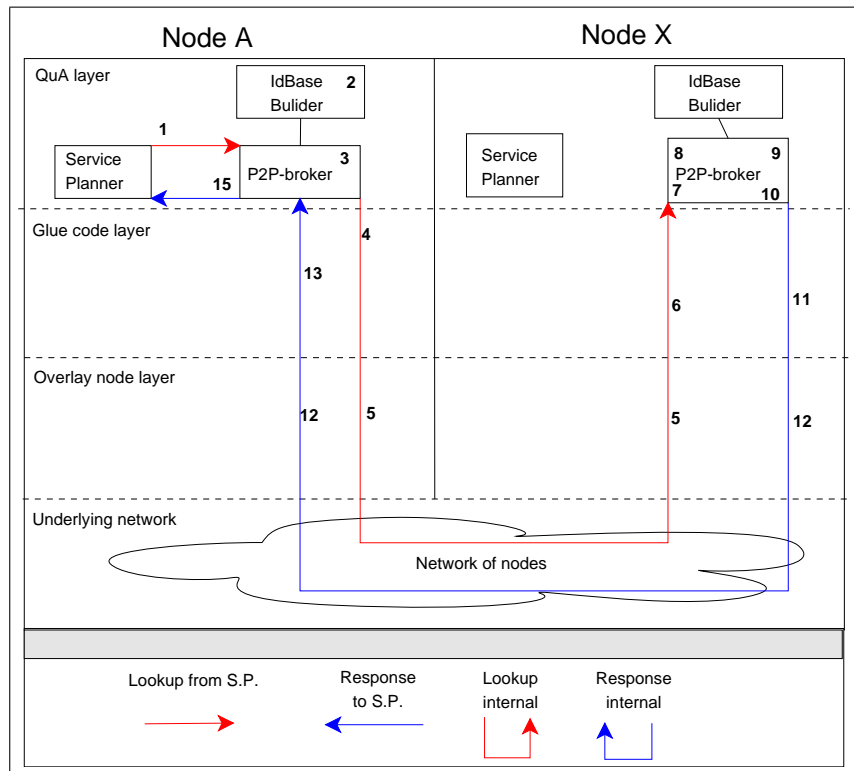 Node A
Node X
QuA layer
IdBase
Bulider
2
IdBase
Bulider
1
Service
Planner
15
3
P2P-broker
Service
Planner
8
9
P2P-broker
7
10
Glue code layer
4
13
6
11
Overlay node layer
12
5
5
12
Underlying network
Network of nodes
Lookup from S.P.
Response
to S.P.
Lookup
internal
Response
internal